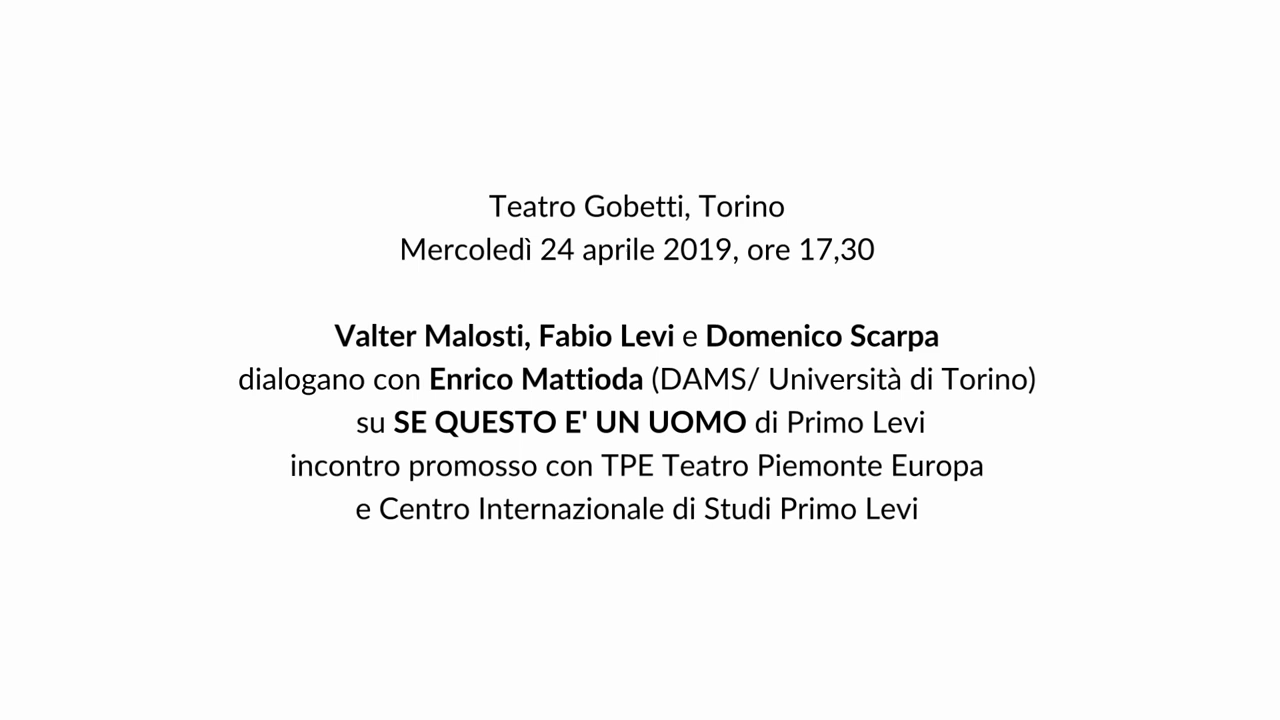 Teatro Gobetti, Torino
Mercoledì 24 aprile 2019, ore 17,30
Valter Malosti, Fabio Levi e Domenico Scarpa
dialogano con Enrico Mattioda (DAMS/ Università di Torino)
su SE QUESTO E' UN UOMO di Primo Levi
incontro promosso con TPE Teatro Piemonte Europa
e Centro Internazionale di Studi Primo Levi